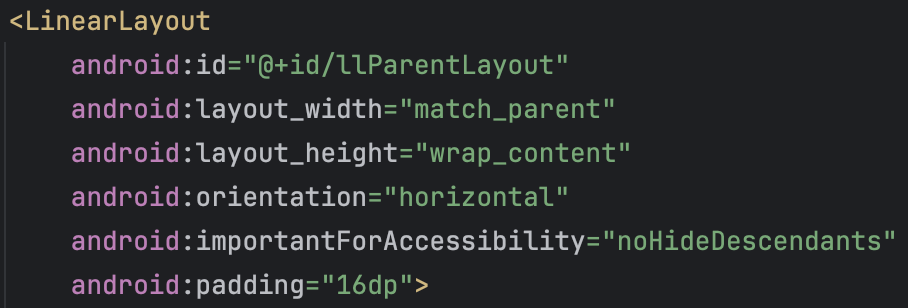 <LinearLayout
android:id="@+id/llParentLayout"
android:layout_width="match_parent"
android:layout_height="wrap_content"
android:orientation="horizontal"
android:importantForAccessibility="noHideDescendants"
android:padding="16dp">